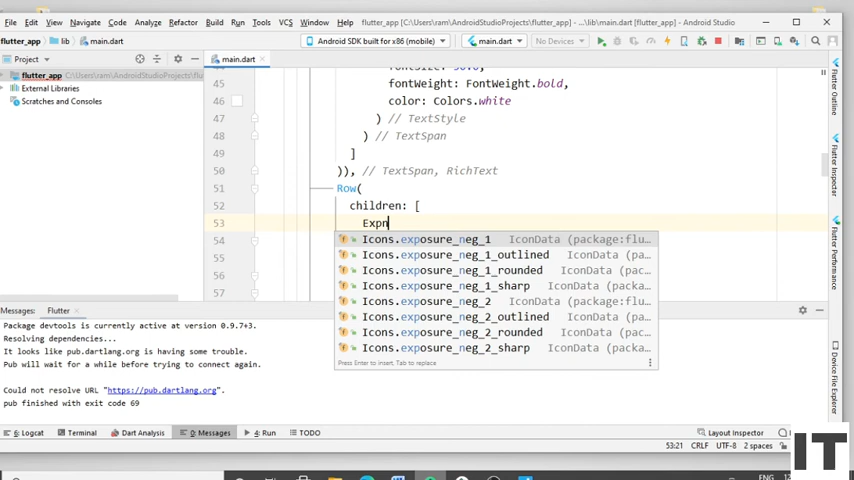 File Edit View Navigate Code Analyze Refactor Build Run Tools VCS Window Help flutter_app [C:\Users\ram\AndroidStudioProjects\flutter_app] - ...\lib\main.dart [flutter_app] - Android Studio
flutter_app lib main.dart Android SDK built for x86 (mobile) main.dart No Devices
Project main.dart
flutter_app C:\Users\ram\AndroidStudioProjects\flu
External Libraries
Scratches and Consoles
45 fontWeight: FontWeight.bold,
46 color: Colors.white
47 ) // TextStyle
48 ) // TextSpan
49 ]
50 )), // TextSpan, RichText
51 Row(
52 children: [
53 Expn
54 Icons.exposure_neg_1 IconData (package:flu…
55 Icons.exposure_neg_1_outlined IconData (pa…
Icons.exposure_neg_1_rounded IconData (pac…
56 Icons.exposure_neg_1_sharp IconData (packa…
57 Icons.exposure_neg_2 IconData (package:flu…
Icons.exposure_neg_2_outlined IconData (pa…
Icons.exposure_neg_2_rounded IconData (pac…
Icons.exposure_neg_2_sharp IconData (packa…
Press Enter to insert, Tab to replace
Messages: Flutter
Package devtools is currently active at version 0.9.7+3.
Resolving dependencies...
It looks like pub.dartlang.org is having some trouble.
Pub will wait for a while before trying to connect again.
Could not resolve URL "https://pub.dartlang.org".
pub finished with exit code 69
6: Logcat Terminal Dart Analysis 0: Messages 4: Run TODO Layout Inspector
53:21 CRLF UTF-8 2 spaces
Flutter Outline
Flutter Inspector
Flutter Performance
Device File Explorer
ENG
IT